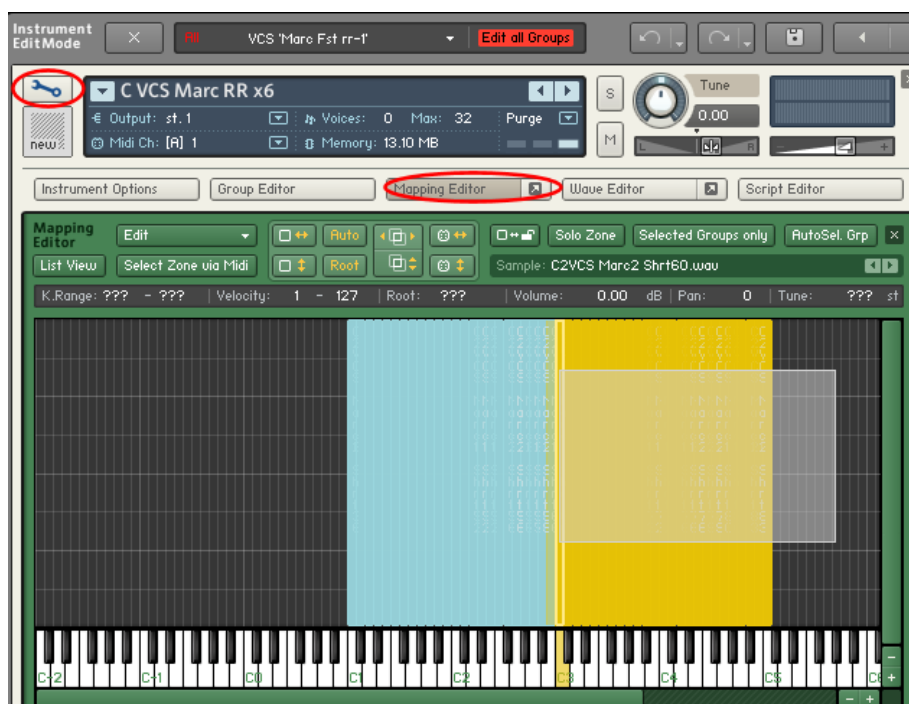 Instrument
Edit Mode
All VCS 'Marc Fst rr-1' Edit all Groups
C VCS Marc RR x6
Output: st.1 Voices: 0 Max: 32 Purge
Midi Ch: [A] 1 Memory: 13.10 MB
new
S
M
Tune
0.00
L R
- +
Instrument Options Group Editor Mapping Editor Wave Editor Script Editor
Mapping
Editor
Edit Auto Solo Zone Selected Groups only AutoSel. Grp
List View Select Zone via Midi Root Sample: C2VCS Marc2 Shrt60.wav
K.Range: ??? - ??? Velocity: 1 - 127 Root: ??? Volume: 0.00 dB Pan: 0 Tune: ??? st
C-2 C-1 C0 C1 C2 C3 C4 C5 C6
- +
- +